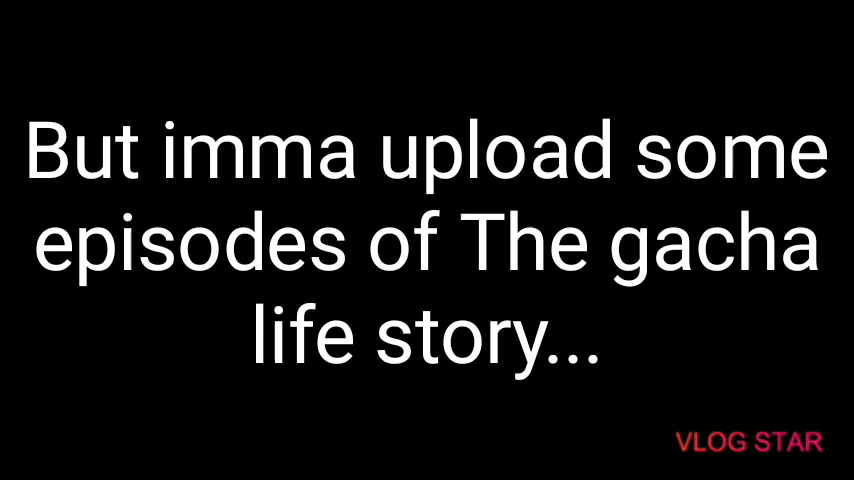 But imma upload some
episodes of The gacha
life story...
VLOG STAR